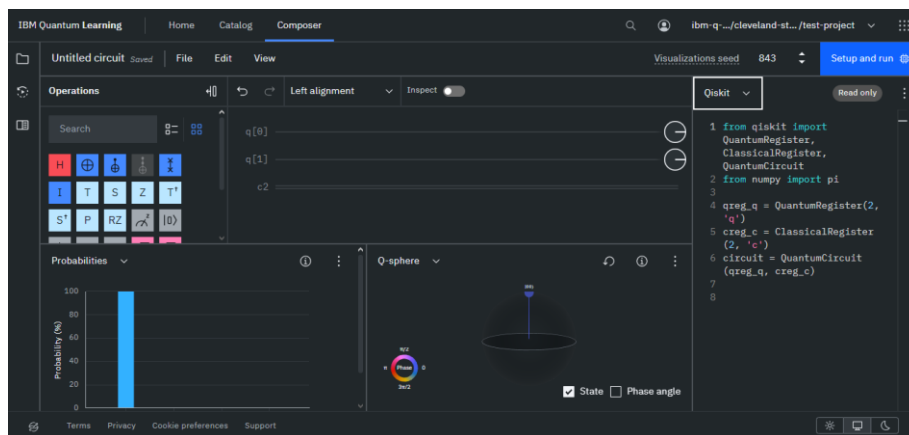 IBM Quantum Learning Home Catalog Composer ibm-q-.../cleveland-st... /test-project
Untitled circuit Saved File Edit View Visualizations seed 843 Setup and run
Operations Left alignment Inspect
Search
H
I T S Z T†
S† P RZ z |0⟩
q[0]
q[1]
c2
Qiskit Read only
1 from qiskit import
QuantumRegister,
ClassicalRegister,
QuantumCircuit
2 from numpy import pi
3
4 qreg_q = QuantumRegister(2,
'q')
5 creg_c = ClassicalRegister
(2, 'c')
6 circuit = QuantumCircuit
(qreg_q, creg_c)
7
8
Probabilities
Probability (%)
100
80
60
40
20
0
Q-sphere
π/2
π Phase 0
3π/2
State Phase angle
Terms Privacy Cookie preferences Support